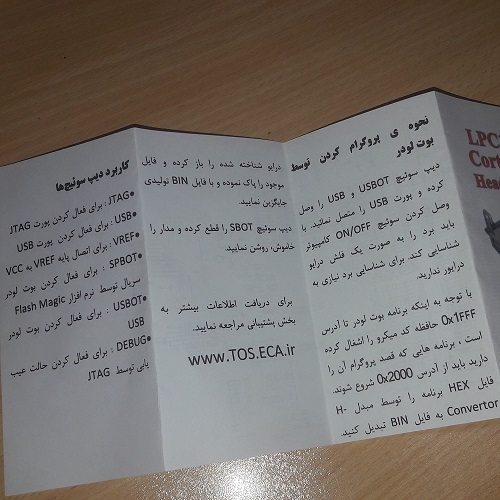 LPC
Cort
Hea
نحوه ی پروگرام کردن توسط
بوت لودر
دیپ سوئیچ USBOT و USB را وصل
کرده و پورت USB را متصل نمائید. با
وصل کردن سوئیچ ON/OFF کامپیوتر
باید برد را به صورت یک فلش درایو
شناسایی کند. برای شناسایی برد نیازی به
درایور ندارید.
با توجه به اینکه برنامه بوت لودر تا آدرس
0x1FFF حافظه کد میکرو را اشغال کرده
است ، برنامه هایی که قصد پروگرام آن را
دارید باید از آدرس 0x2000 شروع شوند.
فایل HEX برنامه را توسط مبدل H-
Convertor به فایل BIN تبدیل کنید.
درایو شناخته شده را باز کرده و فایل
موجود را پاک نموده و با فایل BIN تولیدی
جایگزین نمایید.
دیپ سوئیچ SBOT را قطع کرده و مدار را
خاموش، روشن نمایید.
برای دریافت اطلاعات بیشتر به
بخش پشتیبانی مراجعه نمایید.
www.TOS.ECA.ir
کاربرد دیپ سوئیچ‌ها
●JTAG: برای فعال کردن پورت JTAG
●USB : برای فعال کردن پورت USB
●VREF: برای اتصال پایه VREF به VCC
●SPBOT : برای فعال کردن بوت لودر
سریال توسط نرم افزار Flash Magic
●USBOT : برای فعال کردن بوت لودر
USB
●DEBUG: برای فعال کردن حالت عیب
یابی توسط JTAG